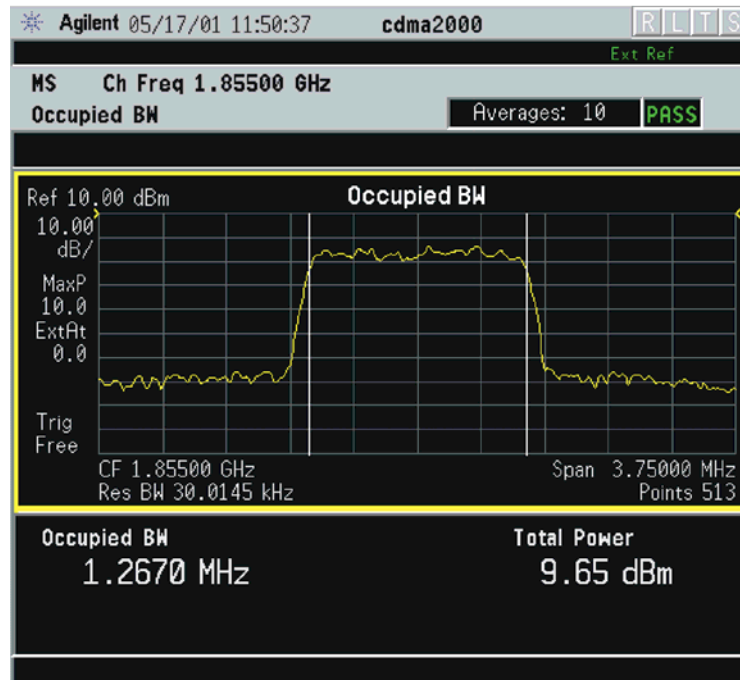 Agilent 05/17/01 11:50:37 cdma2000 R L T S
Ext Ref
MS Ch Freq 1.85500 GHz
Occupied BW Averages: 10 PASS
Ref 10.00 dBm Occupied BW
10.00
dB/
MaxP
10.0
ExtAt
0.0
Trig
Free
CF 1.85500 GHz Span 3.75000 MHz
Res BW 30.0145 kHz Points 513
Occupied BW Total Power
1.2670 MHz 9.65 dBm